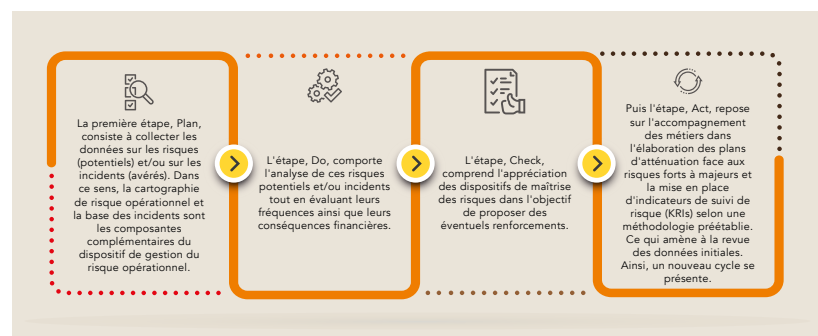 La première étape, Plan,
consiste à collecter les
données sur les risques
(potentiels) et/ou sur les
incidents (avérés). Dans
ce sens, la cartographie
de risque opérationnel et
la base des incidents sont
les composantes
complémentaires du
dispositif de gestion du
risque opérationnel.
L'étape, Do, comporte
l'analyse de ces risques
potentiels et/ou incidents
tout en évaluant leurs
fréquences ainsi que leurs
conséquences financières.
L'étape, Check,
comprend l'appréciation
des dispositifs de maîtrise
des risques dans l'objectif
de proposer des
éventuels renforcements.
Puis l'étape, Act, repose
sur l'accompagnement
des métiers dans
l'élaboration des plans
d'atténuation face aux
risques forts à majeurs et
la mise en place
d'indicateurs de suivi de
risque (KRIs) selon une
méthodologie préétablie.
Ce qui amène à la revue
des données initiales.
Ainsi, un nouveau cycle se
présente.